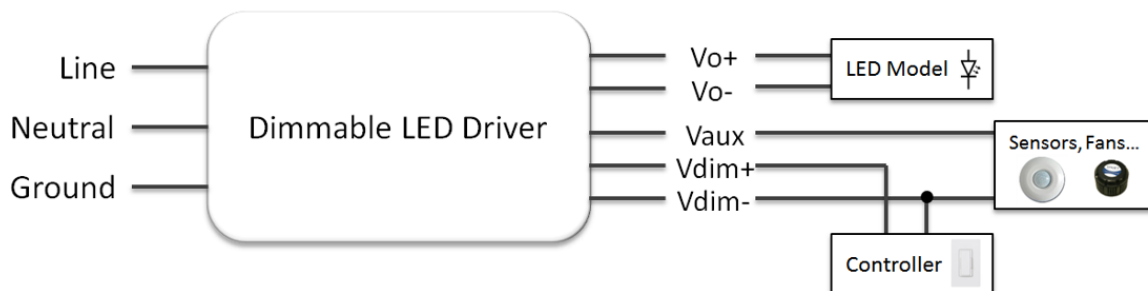 Line
Neutral
Ground
Dimmable LED Driver
Vo+
Vo-
Vaux
Vdim+
Vdim-
LED Model
Sensors, Fans...
Controller